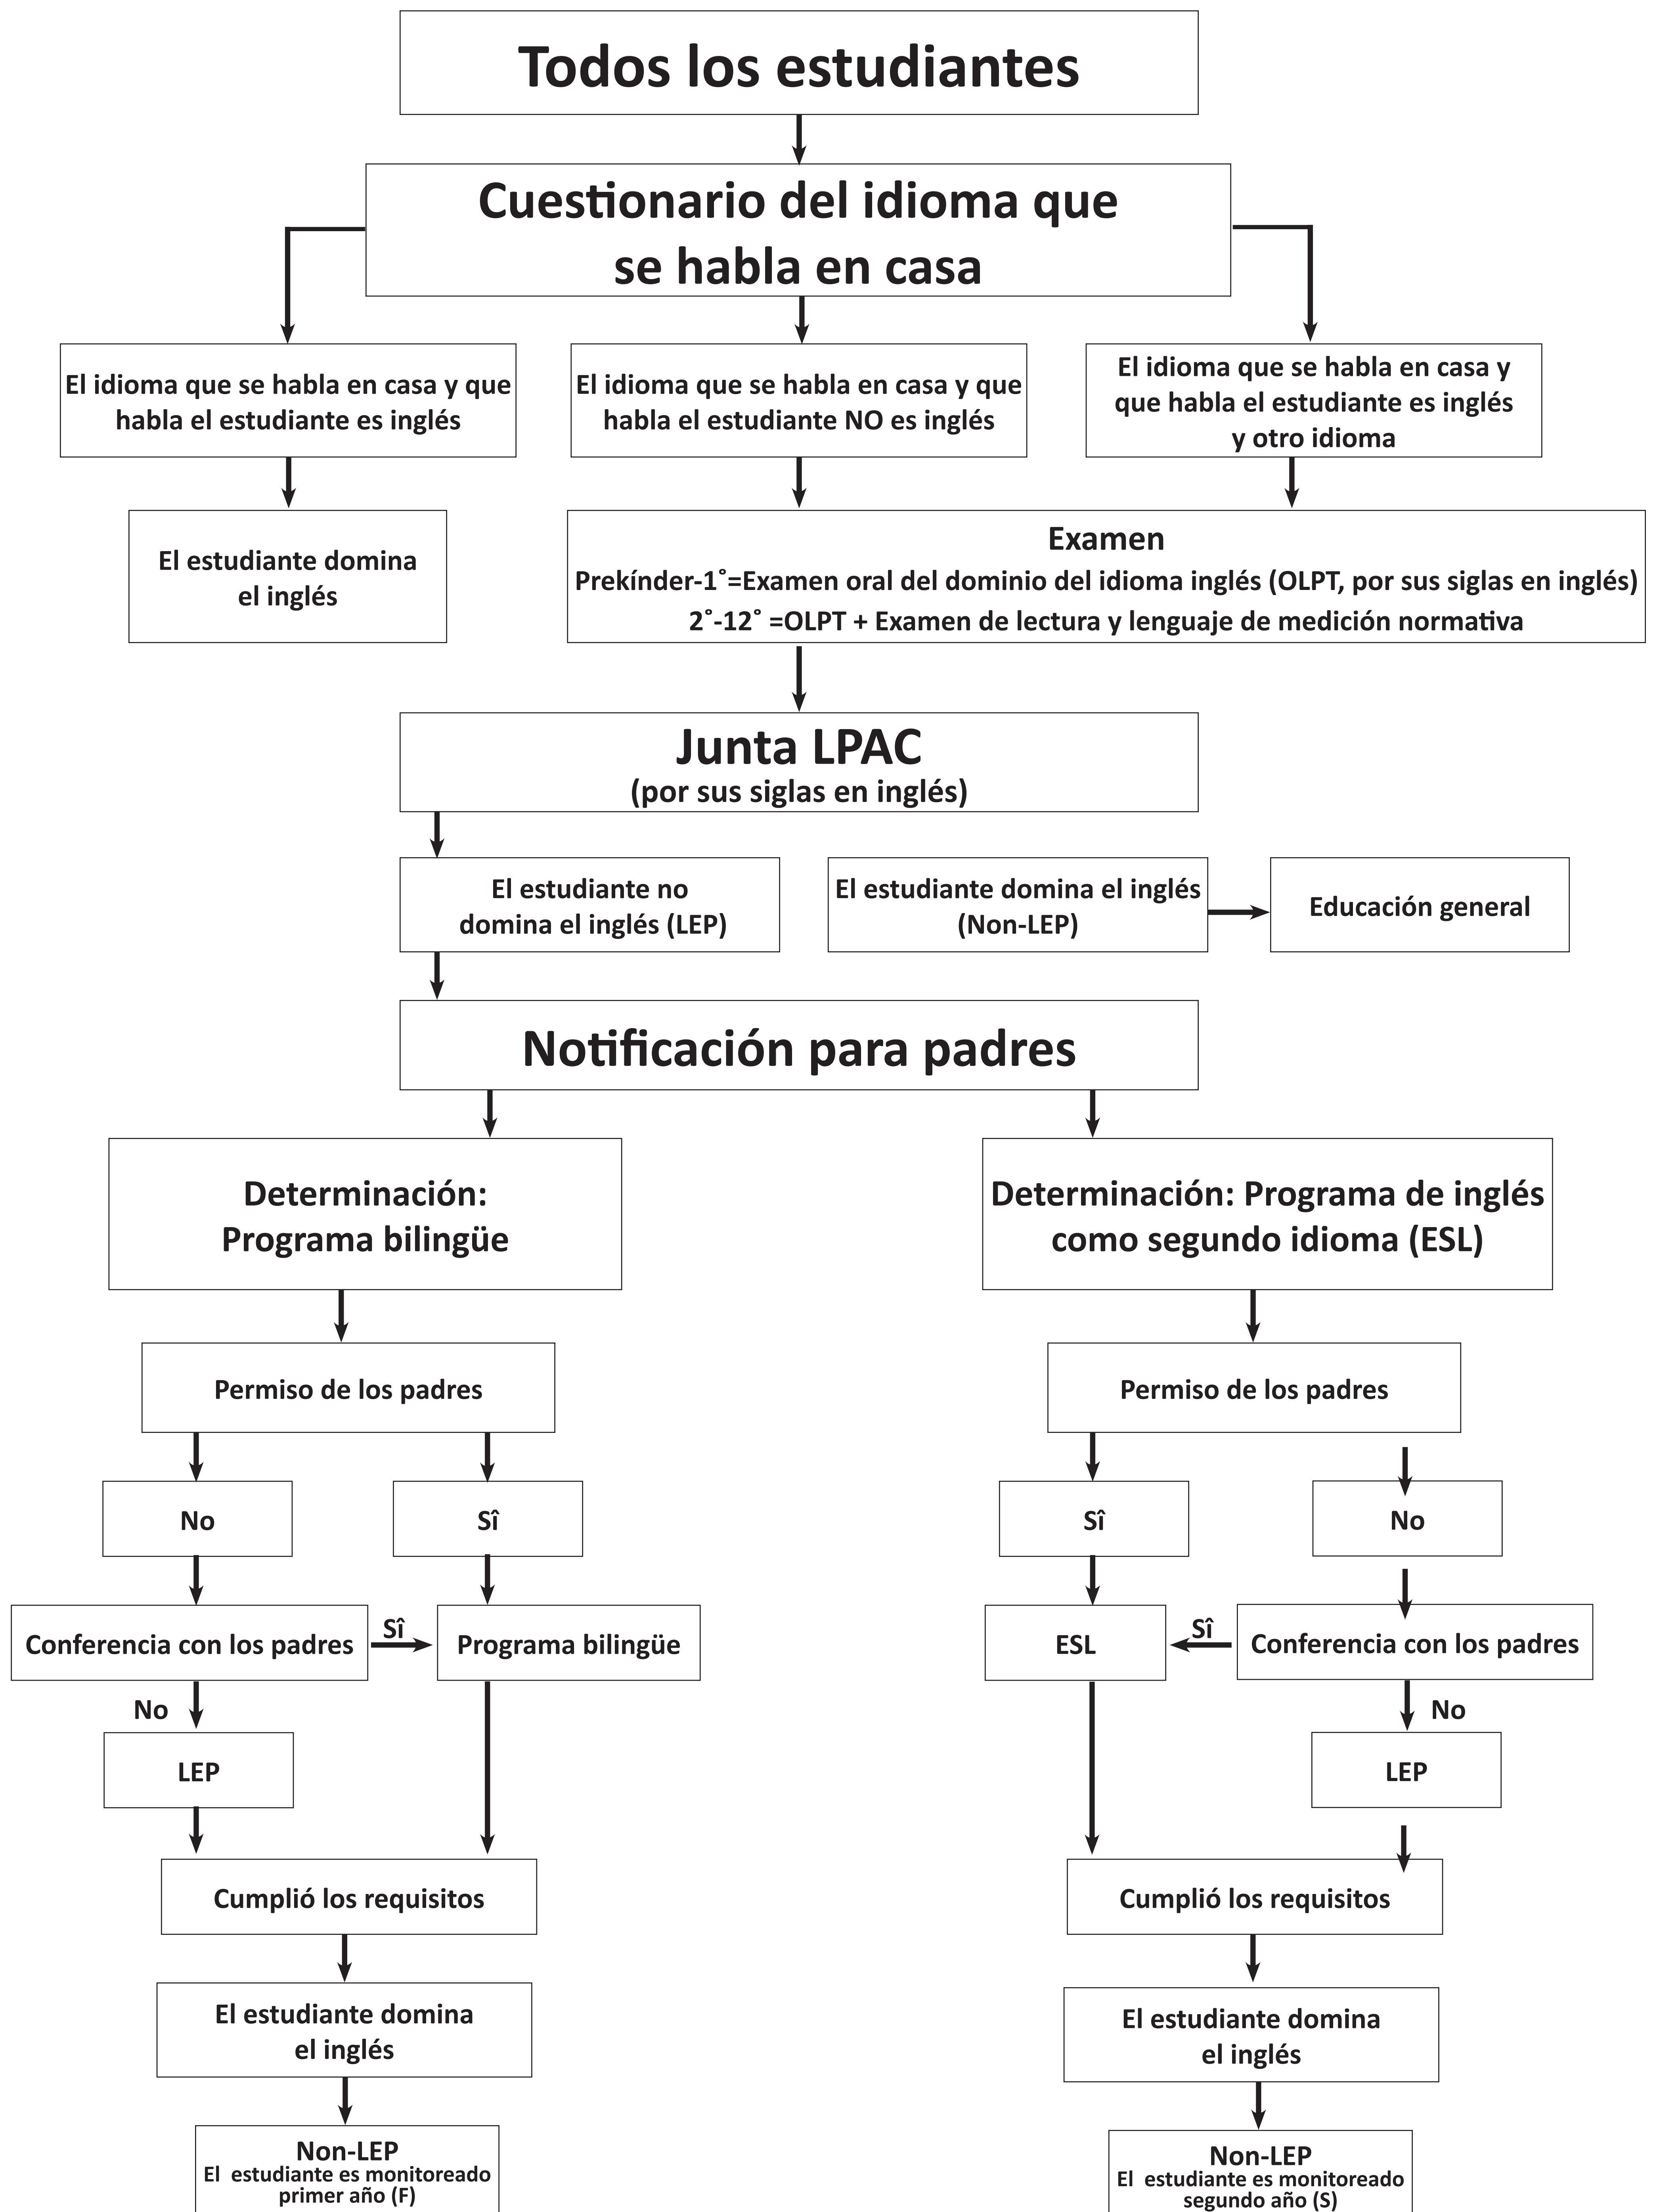 Todos los estudiantes
Cuestionario del idioma que
se habla en casa
El idioma que se habla en casa y que
habla el estudiante es inglés
El idioma que se habla en casa y que
habla el estudiante NO es inglés
El idioma que se habla en casa y
que habla el estudiante es inglés
y otro idioma
El estudiante domina
el inglés
Examen
Prekínder-1˚=Examen oral del dominio del idioma inglés (OLPT, por sus siglas en inglés)
2˚-12˚ =OLPT + Examen de lectura y lenguaje de medición normativa
Junta LPAC
(por sus siglas en inglés)
El estudiante no
domina el inglés (LEP)
El estudiante domina el inglés
(Non-LEP)
Educación general
Notificación para padres
Determinación:
Programa bilingüe
Determinación: Programa de inglés
como segundo idioma (ESL)
Permiso de los padres
Permiso de los padres
No
Sî
Sî
No
Conferencia con los padres
Sî
Programa bilingüe
ESL
Sî
Conferencia con los padres
No
No
LEP
LEP
Cumplió los requisitos
Cumplió los requisitos
El estudiante domina
el inglés
El estudiante domina
el inglés
Non-LEP
El estudiante es monitoreado
primer año (F)
Non-LEP
El estudiante es monitoreado
segundo año (S)